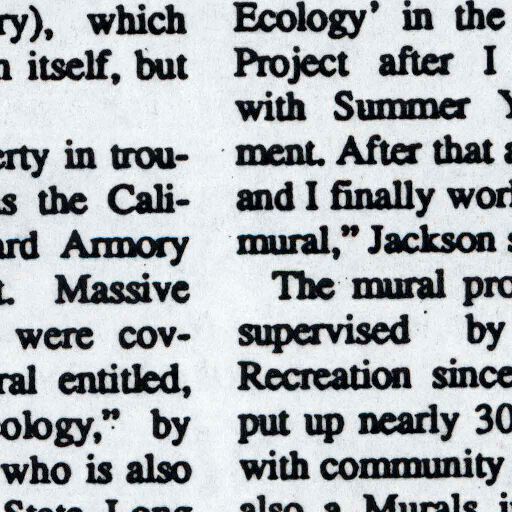 ry), which
n itself, but
erty in trou-
s the Cali-
ard Armory
t. Massive
were cov-
ral entitled,
ology," by
who is also
State Long
Ecology' in the
Project after I
with Summer Y
ment. After that a
and I finally wor
mural," Jackson s
The mural pro
supervised by
Recreation since
put up nearly 30
with community
also a Murals i